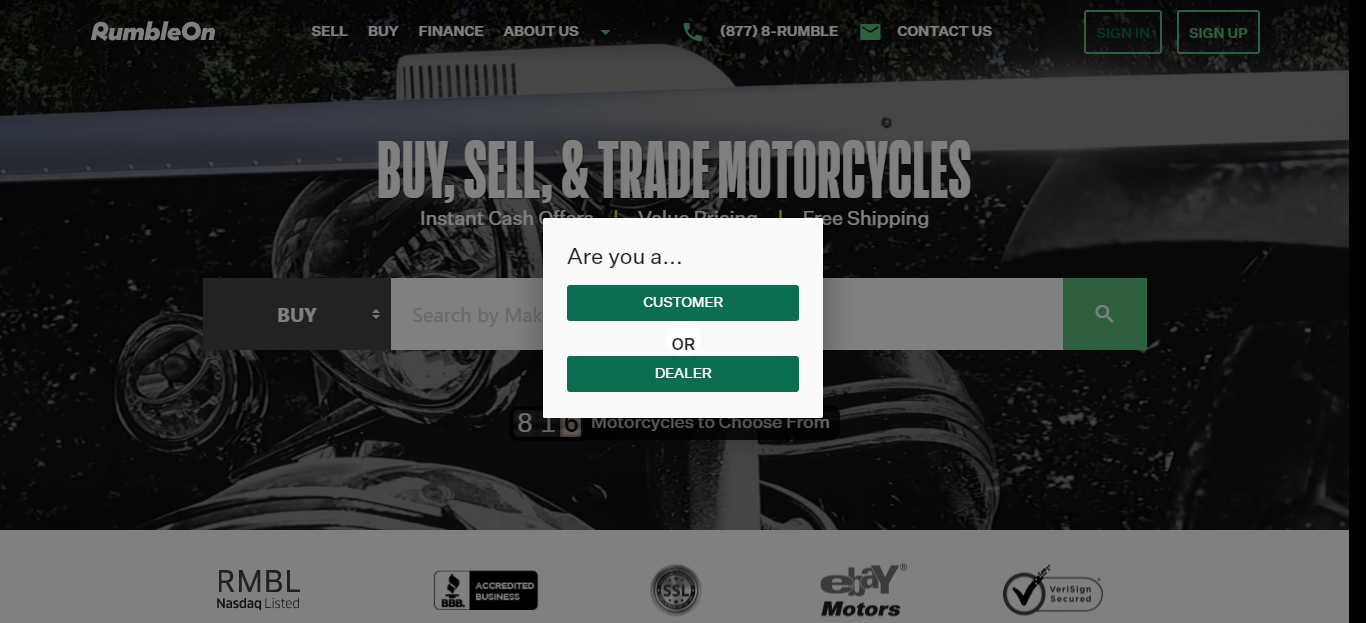 RumbleOn
SELL BUY FINANCE ABOUT US (877) 8-RUMBLE CONTACT US SIGN IN SIGN UP
BUY, SELL, & TRADE MOTORCYCLES
Instant Cash Offers | Value Pricing | Free Shipping
Are you a...
CUSTOMER
OR
DEALER
BUY Search by Mak
816 Motorcycles to Choose From
RMBL
Nasdaq Listed
BBB.
ACCREDITED
BUSINESS
SSL
ebaY®
Motors
VeriSign
Secured